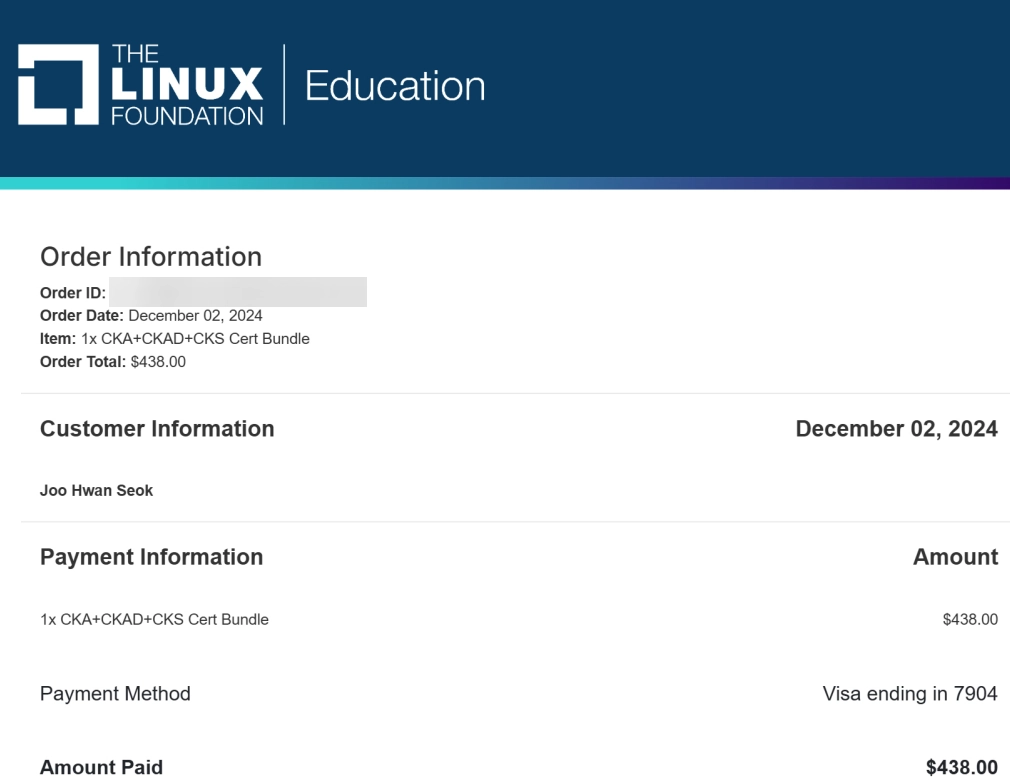 THE
LINUX
FOUNDATION
Education
Order Information
Order ID:
Order Date: December 02, 2024
Item: 1x CKA+CKAD+CKS Cert Bundle
Order Total: $438.00
Customer Information December 02, 2024
Joo Hwan Seok
Payment Information Amount
1x CKA+CKAD+CKS Cert Bundle $438.00
Payment Method Visa ending in 7904
Amount Paid $438.00